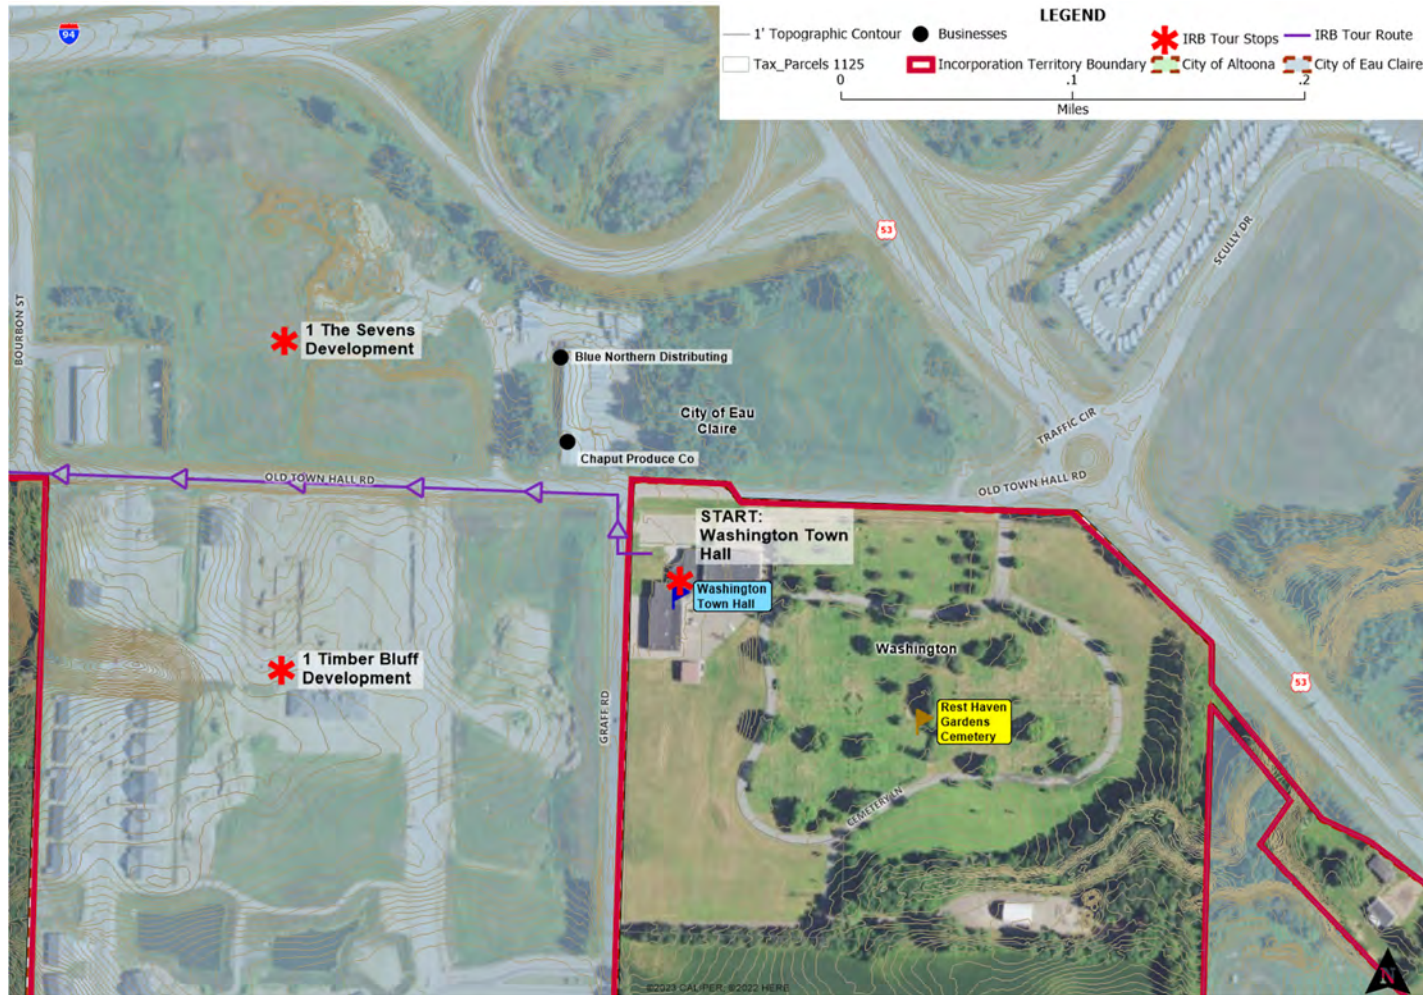 LEGEND
1' Topographic Contour
Businesses
IRB Tour Stops
IRB Tour Route
Tax_Parcels 1125
Incorporation Territory Boundary
City of Altoona
City of Eau Claire
0
.1
.2
Miles
94
53
SCULLY DR
BOURBON ST
1 The Sevens
Development
Blue Northern Distributing
City of Eau
Claire
TRAFFIC CIR
Chaput Produce Co
OLD TOWN HALL RD
OLD TOWN HALL RD
START:
Washington Town
Hall
Washington
Town Hall
Washington
1 Timber Bluff
Development
53
GRAFF RD
Rest Haven
Gardens
Cemetery
CEMETERY LN
N
©2023 CALIPER; ©2022 HERE